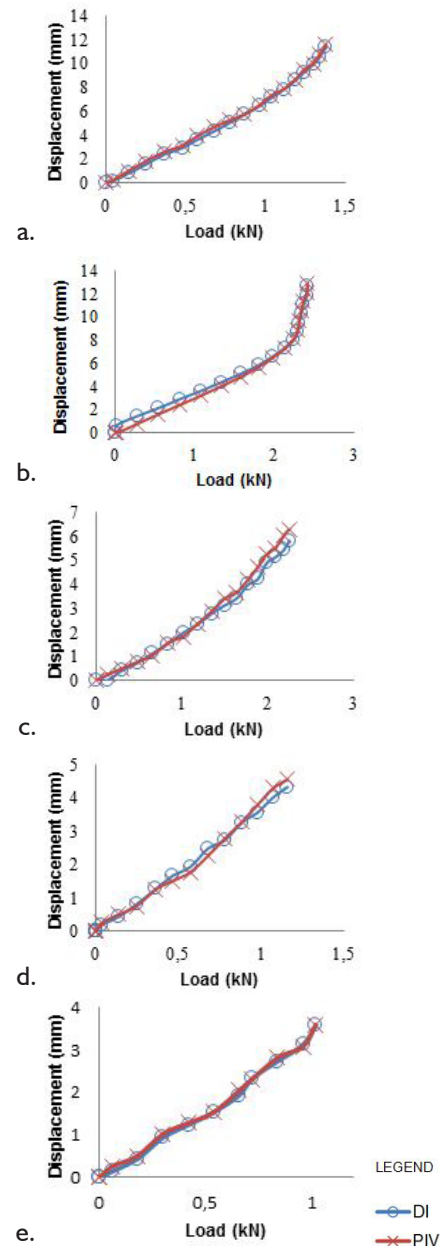 14
12
10
8
6
4
2
0
Displacement (mm)
0 0,5 1 1,5
Load (kN)
a.
14
12
10
8
6
4
2
0
Displacement (mm)
0 1 2 3
Load (kN)
b.
7
6
5
4
3
2
1
0
Displacement (mm)
0 1 2 3
Load (kN)
c.
5
4
3
2
1
0
Displacement (mm)
0 0,5 1 1,5
Load (kN)
d.
4
3
2
1
0
Displacement (mm)
0 0,5 1
Load (kN)
e.
LEGEND
DI
PIV